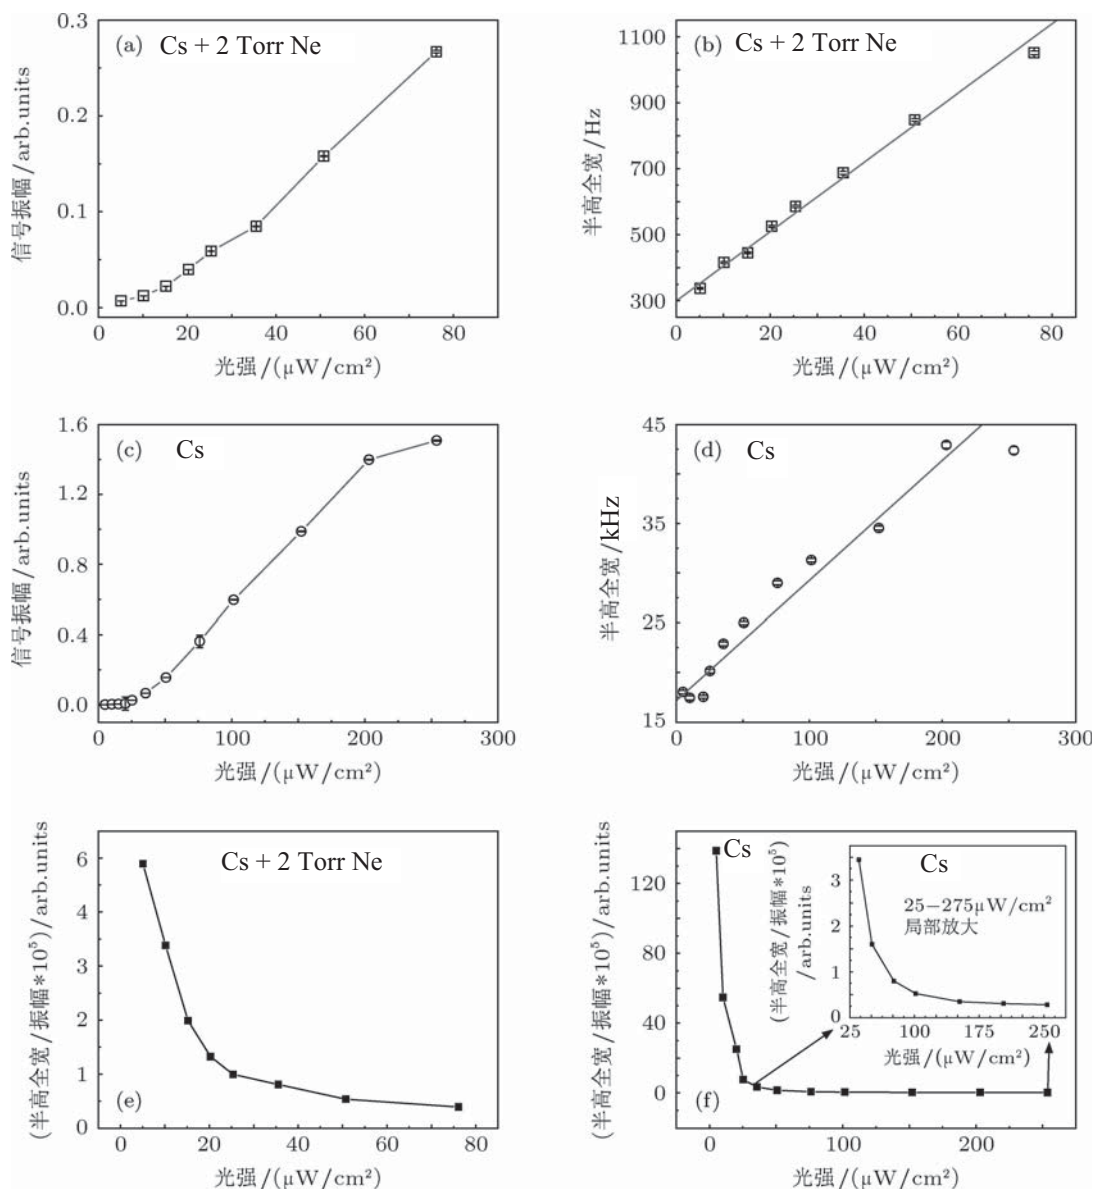 (a) Cs + 2 Torr Ne
信号振幅/arb.units
0.3
0.2
0.1
0.0
0 20 40 60 80
光强/(μW/cm²)
(b) Cs + 2 Torr Ne
半高全宽/Hz
1100
900
700
500
300
0 20 40 60 80
光强/(μW/cm²)
(c) Cs
信号振幅/arb.units
1.6
1.2
0.8
0.4
0.0
0 100 200 300
光强/(μW/cm²)
(d) Cs
半高全宽/kHz
45
35
25
15
0 100 200 300
光强/(μW/cm²)
Cs + 2 Torr Ne
(半高全宽/振幅*10⁵)/arb.units
6
5
4
3
2
1
0
(e)
0 20 40 60 80
光强/(μW/cm²)
Cs
(半高全宽/振幅*10⁵)/arb.units
120
80
40
0
(f)
0 100 200
光强/(μW/cm²)
Cs
25−275μW/cm²
局部放大
(半高全宽/振幅*10⁵)
/arb.units
3
2
1
0
25 100 175 250
光强/(μW/cm²)